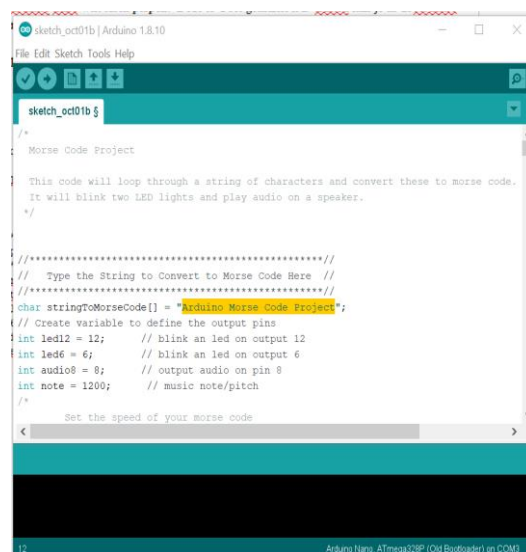 sketch_oct01b | Arduino 1.8.10
File Edit Sketch Tools Help
sketch_oct01b §
/*
Morse Code Project
This code will loop through a string of characters and convert these to morse code.
It will blink two LED lights and play audio on a speaker.
*/
//**************************************************//
// Type the String to Convert to Morse Code Here //
//**************************************************//
char stringToMorseCode[] = "Arduino Morse Code Project";
// Create variable to define the output pins
int led12 = 12; // blink an led on output 12
int led6 = 6; // blink an led on output 6
int audio8 = 8; // output audio on pin 8
int note = 1200; // music note/pitch
/*
Set the speed of your morse code
12
Arduino Nano, ATmega328P (Old Bootloader) on COM3